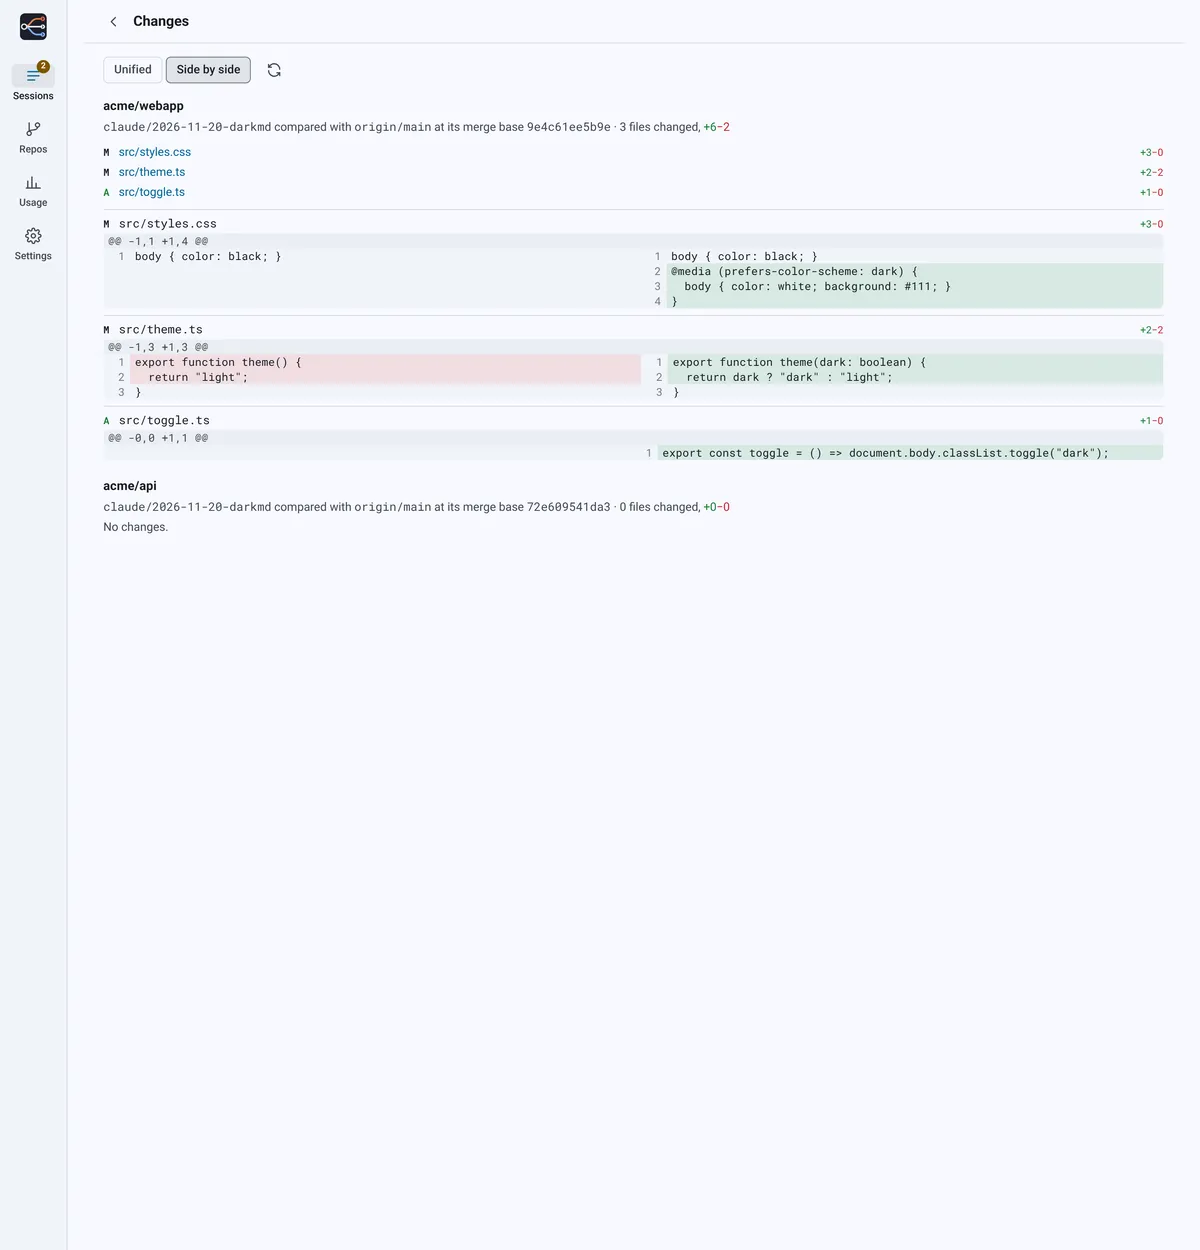 Changes
2
Sessions
Repos
Usage
Settings
Unified
Side by side
acme/webapp
claude/2026-11-20-darkmd compared with origin/main at its merge base 9e4c61ee5b9e · 3 files changed, +6−2
M src/styles.css +3−0
M src/theme.ts +2−2
A src/toggle.ts +1−0
M src/styles.css +3−0
@@ -1,1 +1,4 @@
1 body { color: black; } 1 body { color: black; }
2 @media (prefers-color-scheme: dark) {
3 body { color: white; background: #111; }
4 }
M src/theme.ts +2−2
@@ -1,3 +1,3 @@
1 export function theme() { 1 export function theme(dark: boolean) {
2 return "light"; 2 return dark ? "dark" : "light";
3 } 3 }
A src/toggle.ts +1−0
@@ -0,0 +1,1 @@
1 export const toggle = () => document.body.classList.toggle("dark");
acme/api
claude/2026-11-20-darkmd compared with origin/main at its merge base 72e609541da3 · 0 files changed, +0−0
No changes.